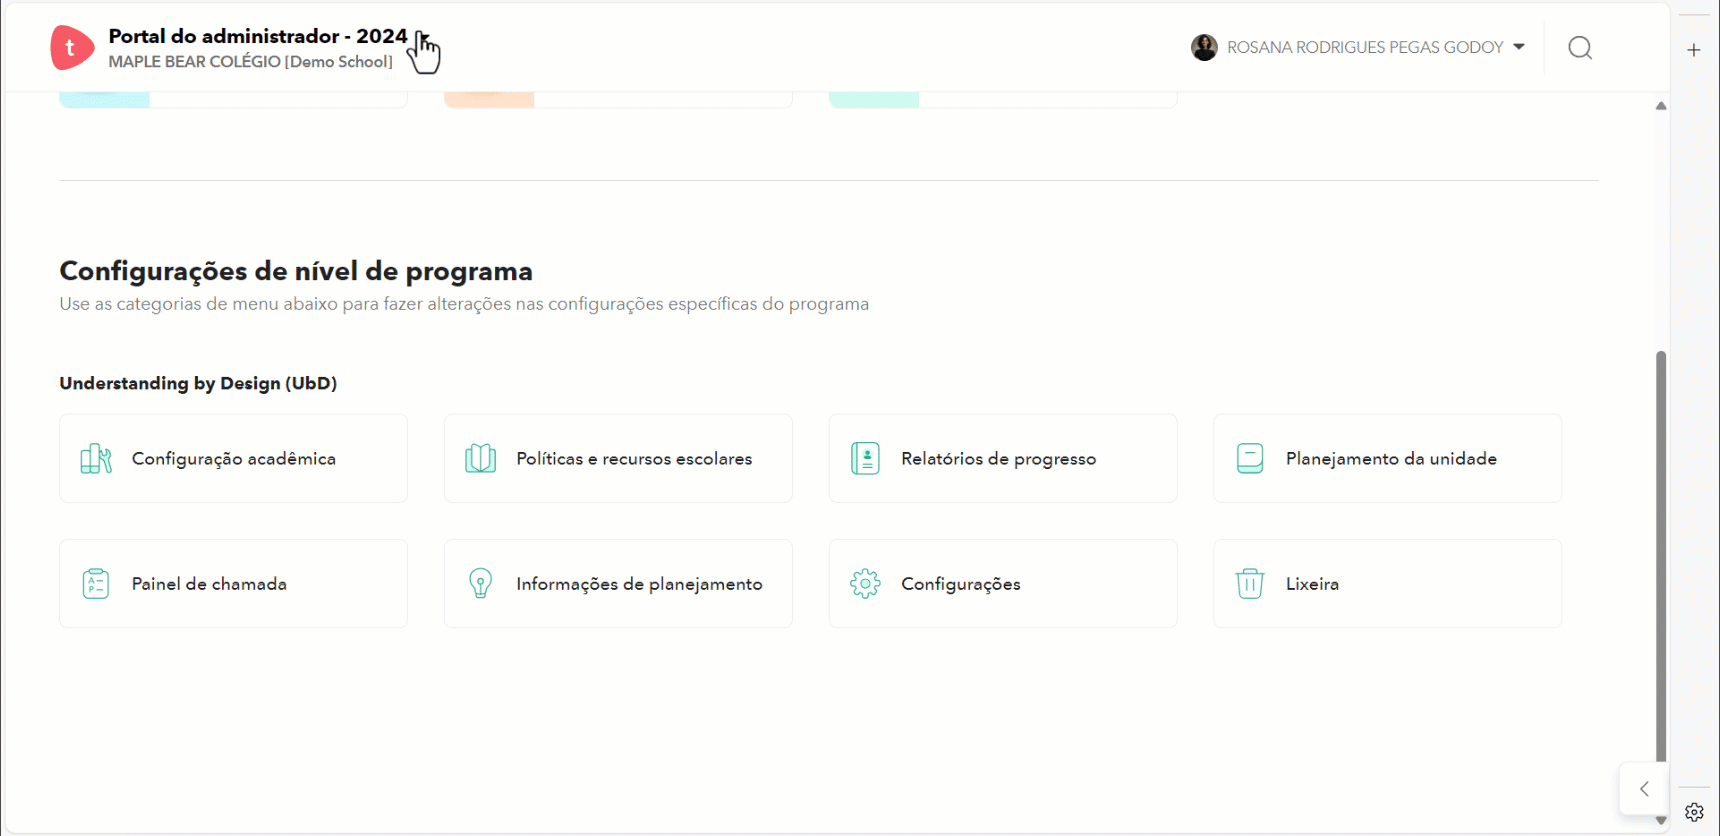 t
Portal do administrador - 2024
MAPLE BEAR COLÉGIO [Demo School]
ROSANA RODRIGUES PEGAS GODOY
Configurações de nível de programa
Use as categorias de menu abaixo para fazer alterações nas configurações específicas do programa
Understanding by Design (UbD)
Configuração acadêmica
Políticas e recursos escolares
Relatórios de progresso
Planejamento da unidade
A
P
Painel de chamada
Informações de planejamento
Configurações
Lixeira